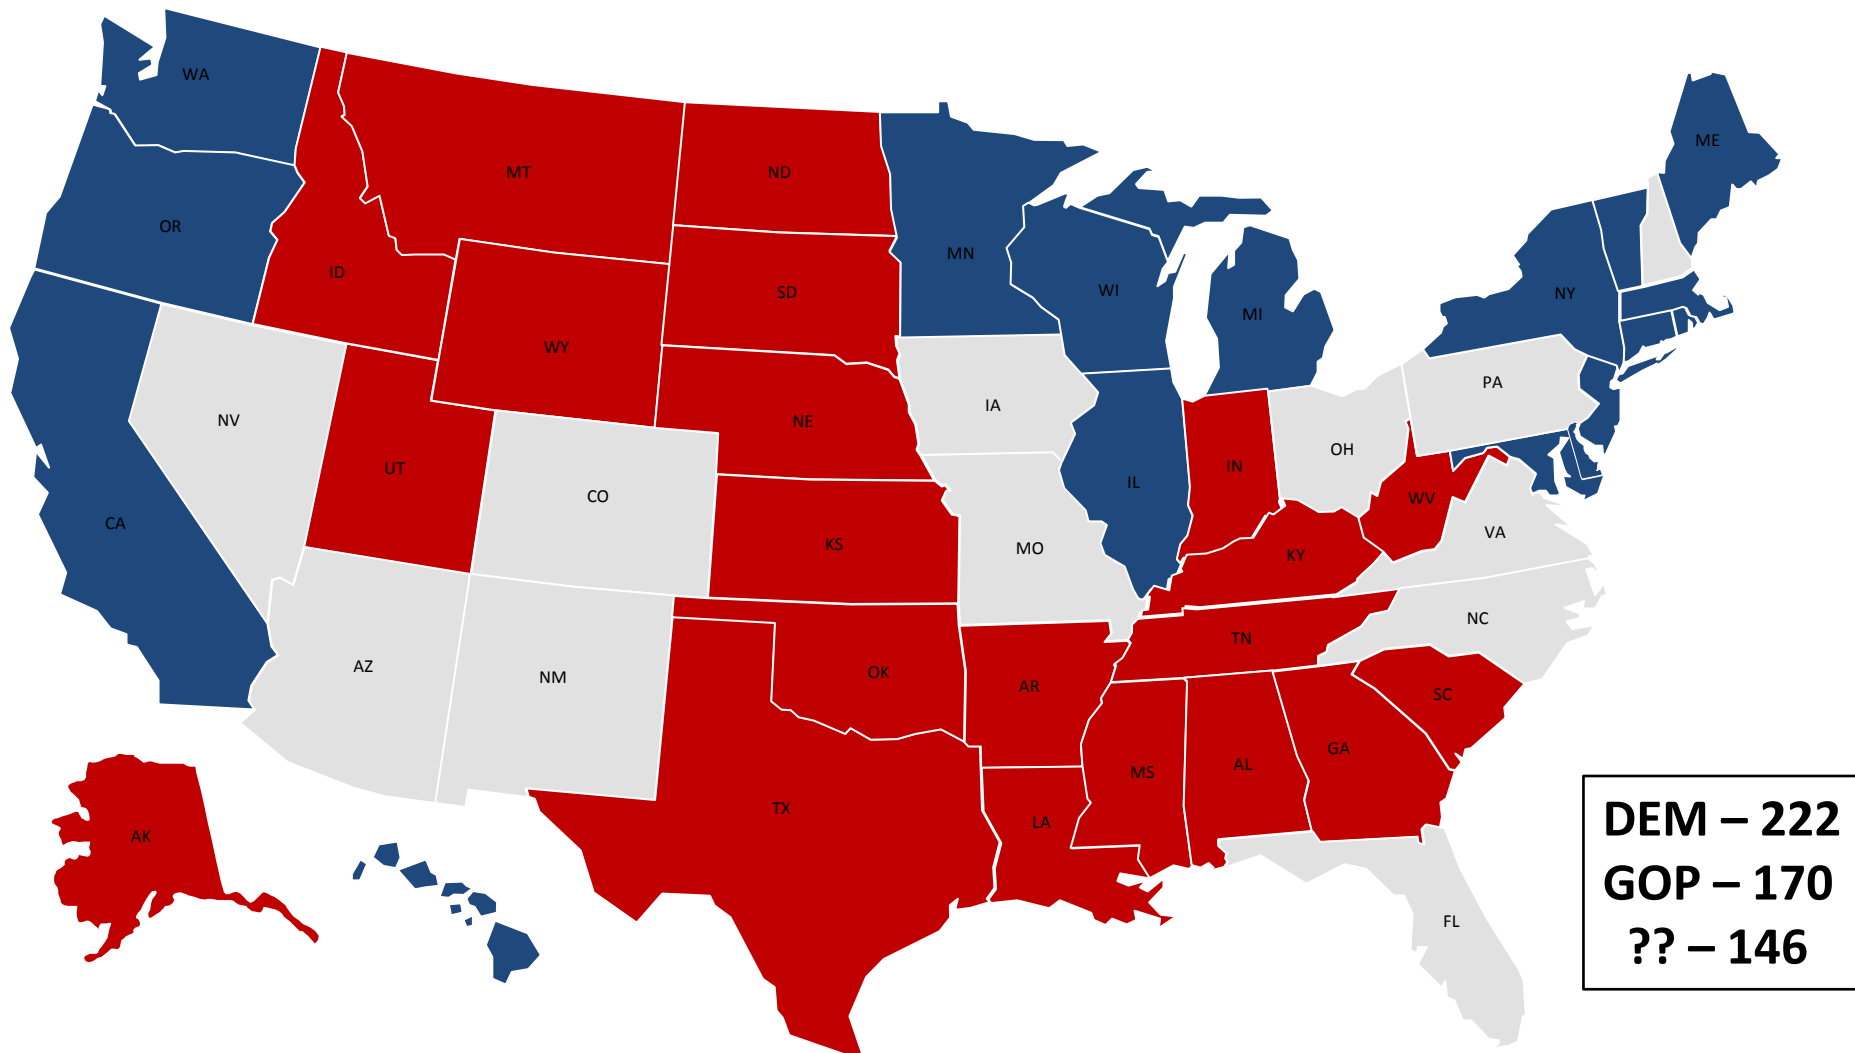 WA
ME
MT
ND
OR
MN
ID
SD
WI
NY
MI
WY
PA
IA
NV
NE
OH
UT
IN
CO
IL
WV
CA
VA
KS
MO
KY
NC
TN
AZ
NM
OK
AR
SC
GA
MS
AL
TX
LA
AK
FL
DEM – 222
GOP – 170
?? – 146